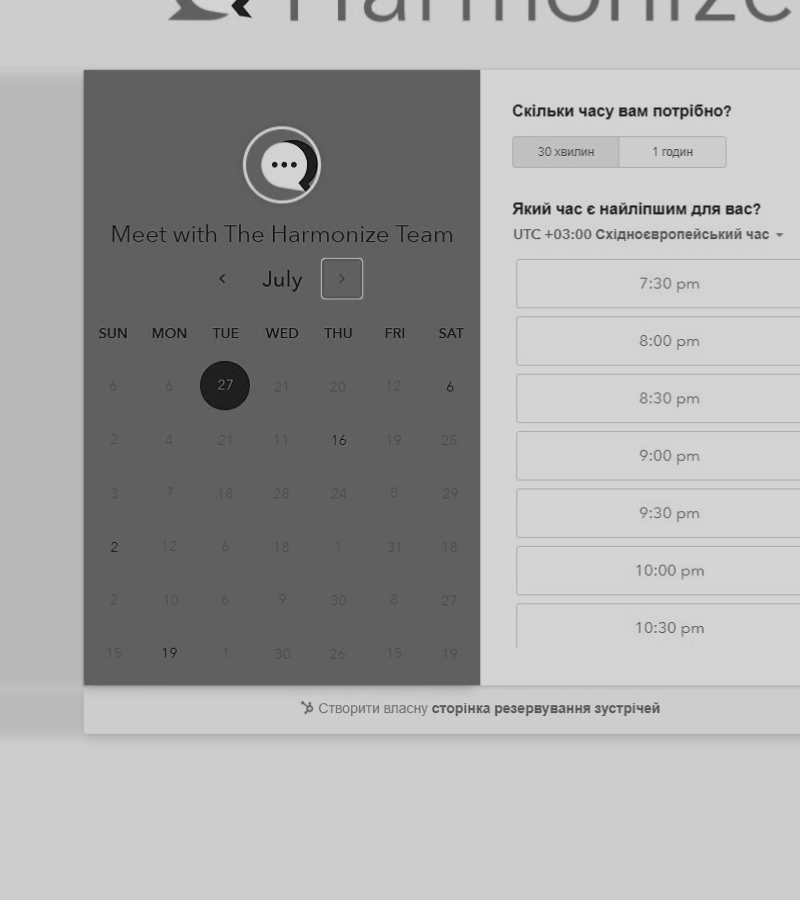 Harmonize
Meet with The Harmonize Team
July
SUN MON TUE WED THU FRI SAT
6 6 27 21 20 12 6
2 4 21 11 16 19 25
3 7 18 28 24 8 29
2 12 6 18 1 31 18
2 10 6 9 30 8 27
15 19 1 30 26 15 19
Скільки часу вам потрібно?
30 хвилин 1 годин
Який час є найліпшим для вас?
UTC +03:00 Східноєвропейський час
7:30 pm
8:00 pm
8:30 pm
9:00 pm
9:30 pm
10:00 pm
10:30 pm
Створити власну сторінка резервування зустрічей